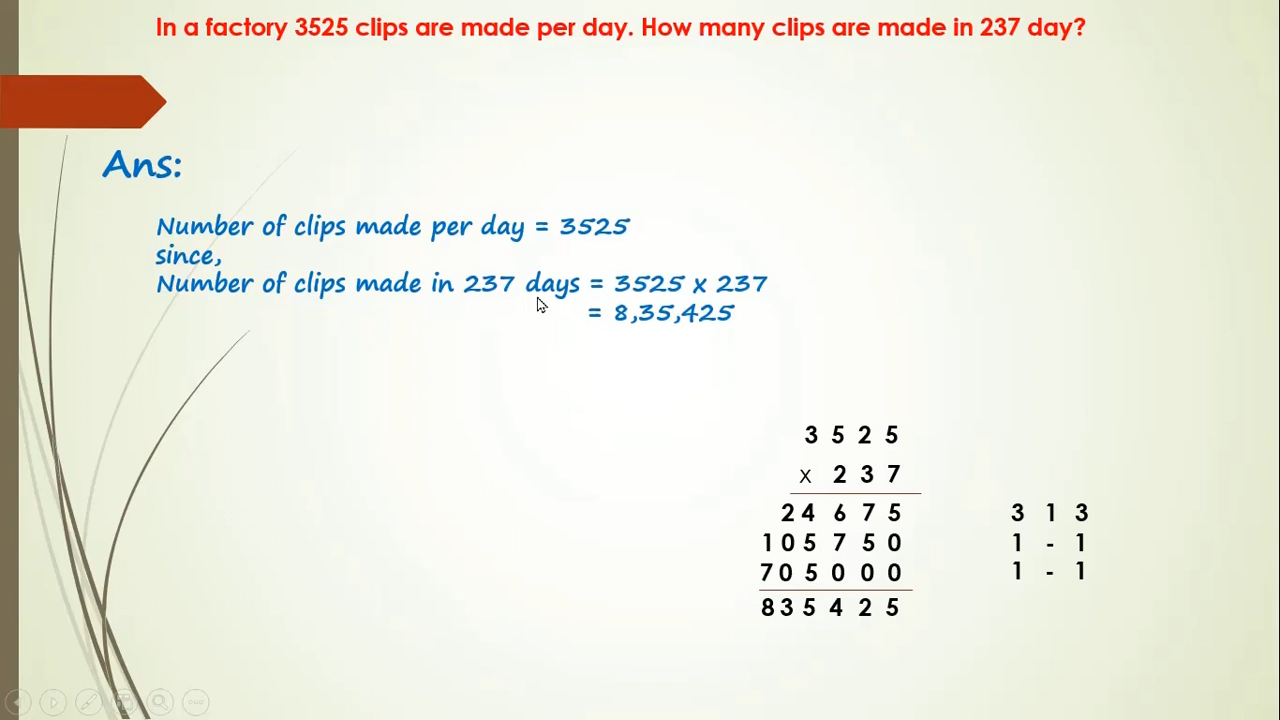 In a factory 3525 clips are made per day. How many clips are made in 237 day?
Ans:
Number of clips made per day = 3525
since,
Number of clips made in 237 days = 3525 x 237
= 8,35,425
3 5 2 5
x 2 3 7
2 4 6 7 5 3 1 3
1 0 5 7 5 0 1 - 1
7 0 5 0 0 0 1 - 1
8 3 5 4 2 5